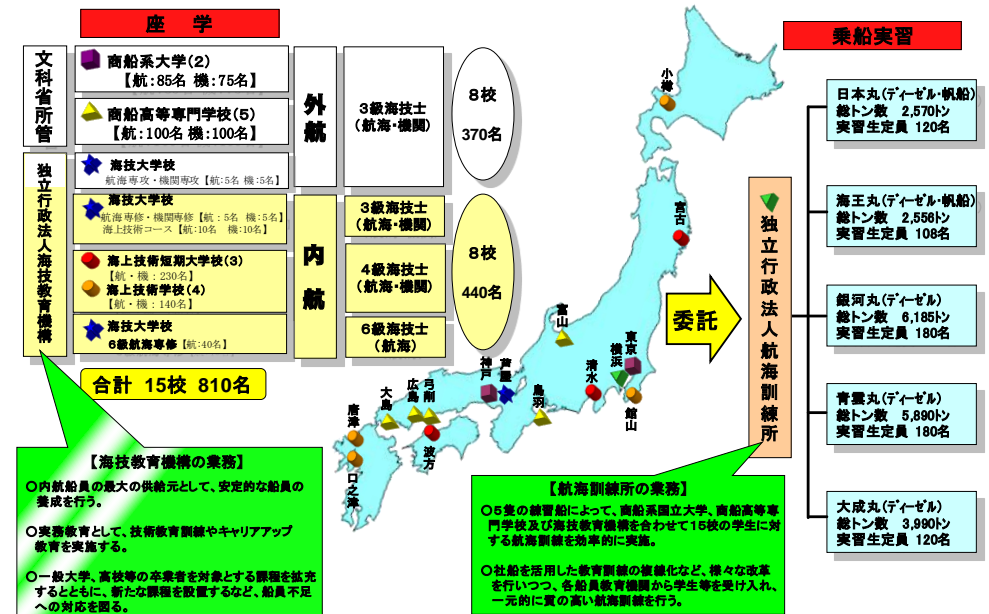 座 学
文科省所管
商船系大学(2)
【航:85名 機:75名】
商船高等専門学校(5)
【航:100名 機:100名】
外航
3級海技士
(航海・機関)
8校
370名
独立行政法人海技教育機構
海技大学校
航海専攻・機関専攻【航:5名 機:5名】
海技大学校
航海専修・機関専修【航:5名 機:5名】
海上技術コース【航:10名 機:10名】
海上技術短期大学校(3)
【航・機:230名】
海上技術学校(4)
【航・機:140名】
海技大学校
6級航海専修【航:40名】
内航
3級海技士
(航海・機関)
4級海技士
(航海・機関)
6級海技士
(航海)
8校
440名
合計 15校 810名
【海技教育機構の業務】
○内航船員の最大の供給元として、安定的な船員の
養成を行う。
○実務教育として、技術教育訓練やキャリアアップ
教育を実施する。
○一般大学、高校等の卒業者を対象とする課程を拡充
するとともに、新たな課程を設置するなど、船員不足
への対応を図る。
小樽
宮古
富山
東京
横浜
清水
館山
鳥羽
芦屋
神戸
弓削
広島
大島
波方
唐津
口之津
委託
独立行政法人航海訓練所
【航海訓練所の業務】
○5隻の練習船によって、商船系国立大学、商船高等専
門学校及び海技教育機構を合わせて15校の学生に対
する航海訓練を効率的に実施。
○社船を活用した教育訓練の複線化など、様々な改革
を行いつつ、各船員教育機関から学生等を受け入れ、
一元的に質の高い航海訓練を行う。
乗船実習
日本丸(ディーゼル・帆船)
総トン数 2,570トン
実習生定員 120名
海王丸(ディーゼル・帆船)
総トン数 2,556トン
実習生定員 108名
銀河丸(ディーゼル)
総トン数 6,185トン
実習生定員 180名
青雲丸(ディーゼル)
総トン数 5,890トン
実習生定員 180名
大成丸(ディーゼル)
総トン数 3,990トン
実習生定員 120名